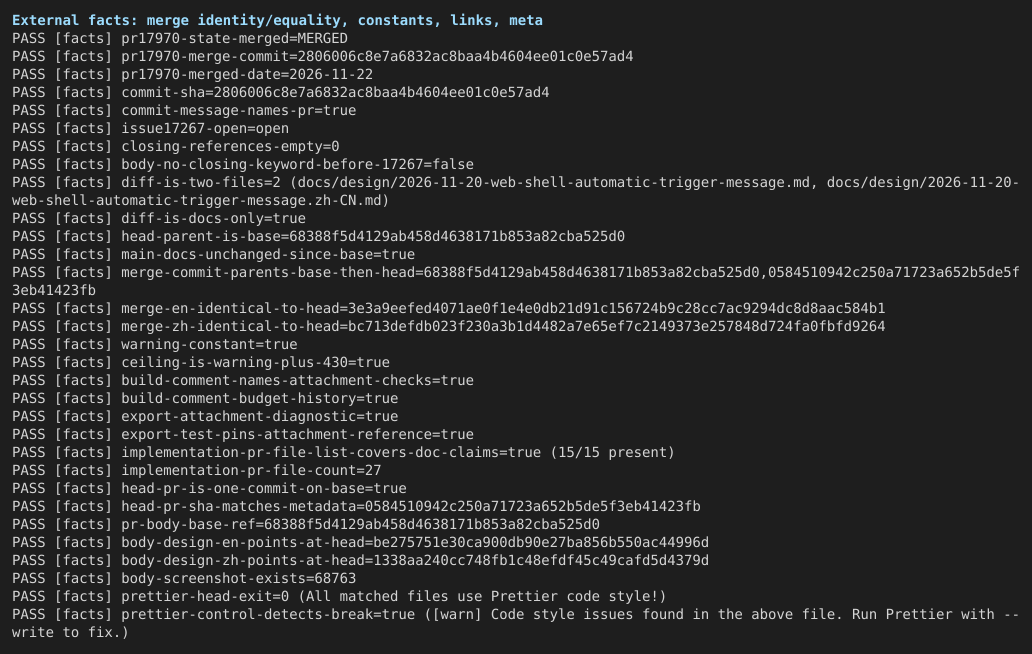 External facts: merge identity/equality, constants, links, meta
PASS [facts] pr17970-state-merged=MERGED
PASS [facts] pr17970-merge-commit=2806006c8e7a6832ac8baa4b4604ee01c0e57ad4
PASS [facts] pr17970-merged-date=2026-11-22
PASS [facts] commit-sha=2806006c8e7a6832ac8baa4b4604ee01c0e57ad4
PASS [facts] commit-message-names-pr=true
PASS [facts] issue17267-open=open
PASS [facts] closing-references-empty=0
PASS [facts] body-no-closing-keyword-before-17267=false
PASS [facts] diff-is-two-files=2 (docs/design/2026-11-20-web-shell-automatic-trigger-message.md, docs/design/2026-11-20-
web-shell-automatic-trigger-message.zh-CN.md)
PASS [facts] diff-is-docs-only=true
PASS [facts] head-parent-is-base=68388f5d4129ab458d4638171b853a82cba525d0
PASS [facts] main-docs-unchanged-since-base=true
PASS [facts] merge-commit-parents-base-then-head=68388f5d4129ab458d4638171b853a82cba525d0,0584510942c250a71723a652b5de5f
3eb41423fb
PASS [facts] merge-en-identical-to-head=3e3a9eefed4071ae0f1e4e0db21d91c156724b9c28cc7ac9294dc8d8aac584b1
PASS [facts] merge-zh-identical-to-head=bc713defdb023f230a3b1d4482a7e65ef7c2149373e257848d724fa0fbfd9264
PASS [facts] warning-constant=true
PASS [facts] ceiling-is-warning-plus-430=true
PASS [facts] build-comment-names-attachment-checks=true
PASS [facts] build-comment-budget-history=true
PASS [facts] export-attachment-diagnostic=true
PASS [facts] export-test-pins-attachment-reference=true
PASS [facts] implementation-pr-file-list-covers-doc-claims=true (15/15 present)
PASS [facts] implementation-pr-file-count=27
PASS [facts] head-pr-is-one-commit-on-base=true
PASS [facts] head-pr-sha-matches-metadata=0584510942c250a71723a652b5de5f3eb41423fb
PASS [facts] pr-body-base-ref=68388f5d4129ab458d4638171b853a82cba525d0
PASS [facts] body-design-en-points-at-head=be275751e30ca900db90e27ba856b550ac44996d
PASS [facts] body-design-zh-points-at-head=1338aa240cc748fb1c48efdf45c49cafd5d4379d
PASS [facts] body-screenshot-exists=68763
PASS [facts] prettier-head-exit=0 (All matched files use Prettier code style!)
PASS [facts] prettier-control-detects-break=true ([warn] Code style issues found in the above file. Run Prettier with --
write to fix.)